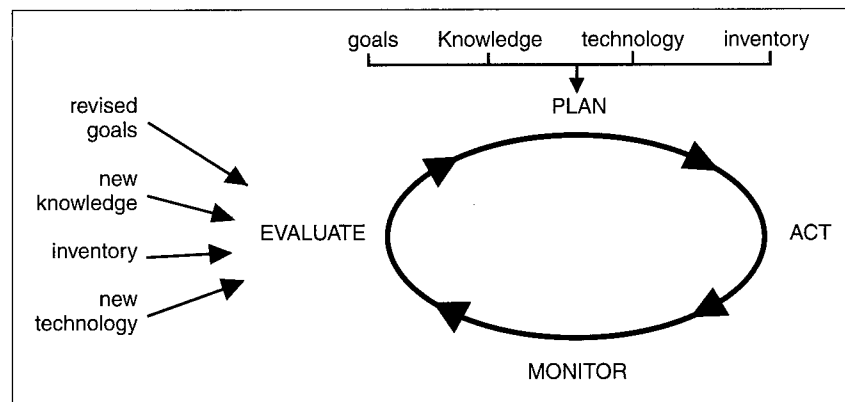 goals Knowledge technology inventory
PLAN
revised
goals
new
knowledge
EVALUATE
ACT
inventory
new
technology
MONITOR